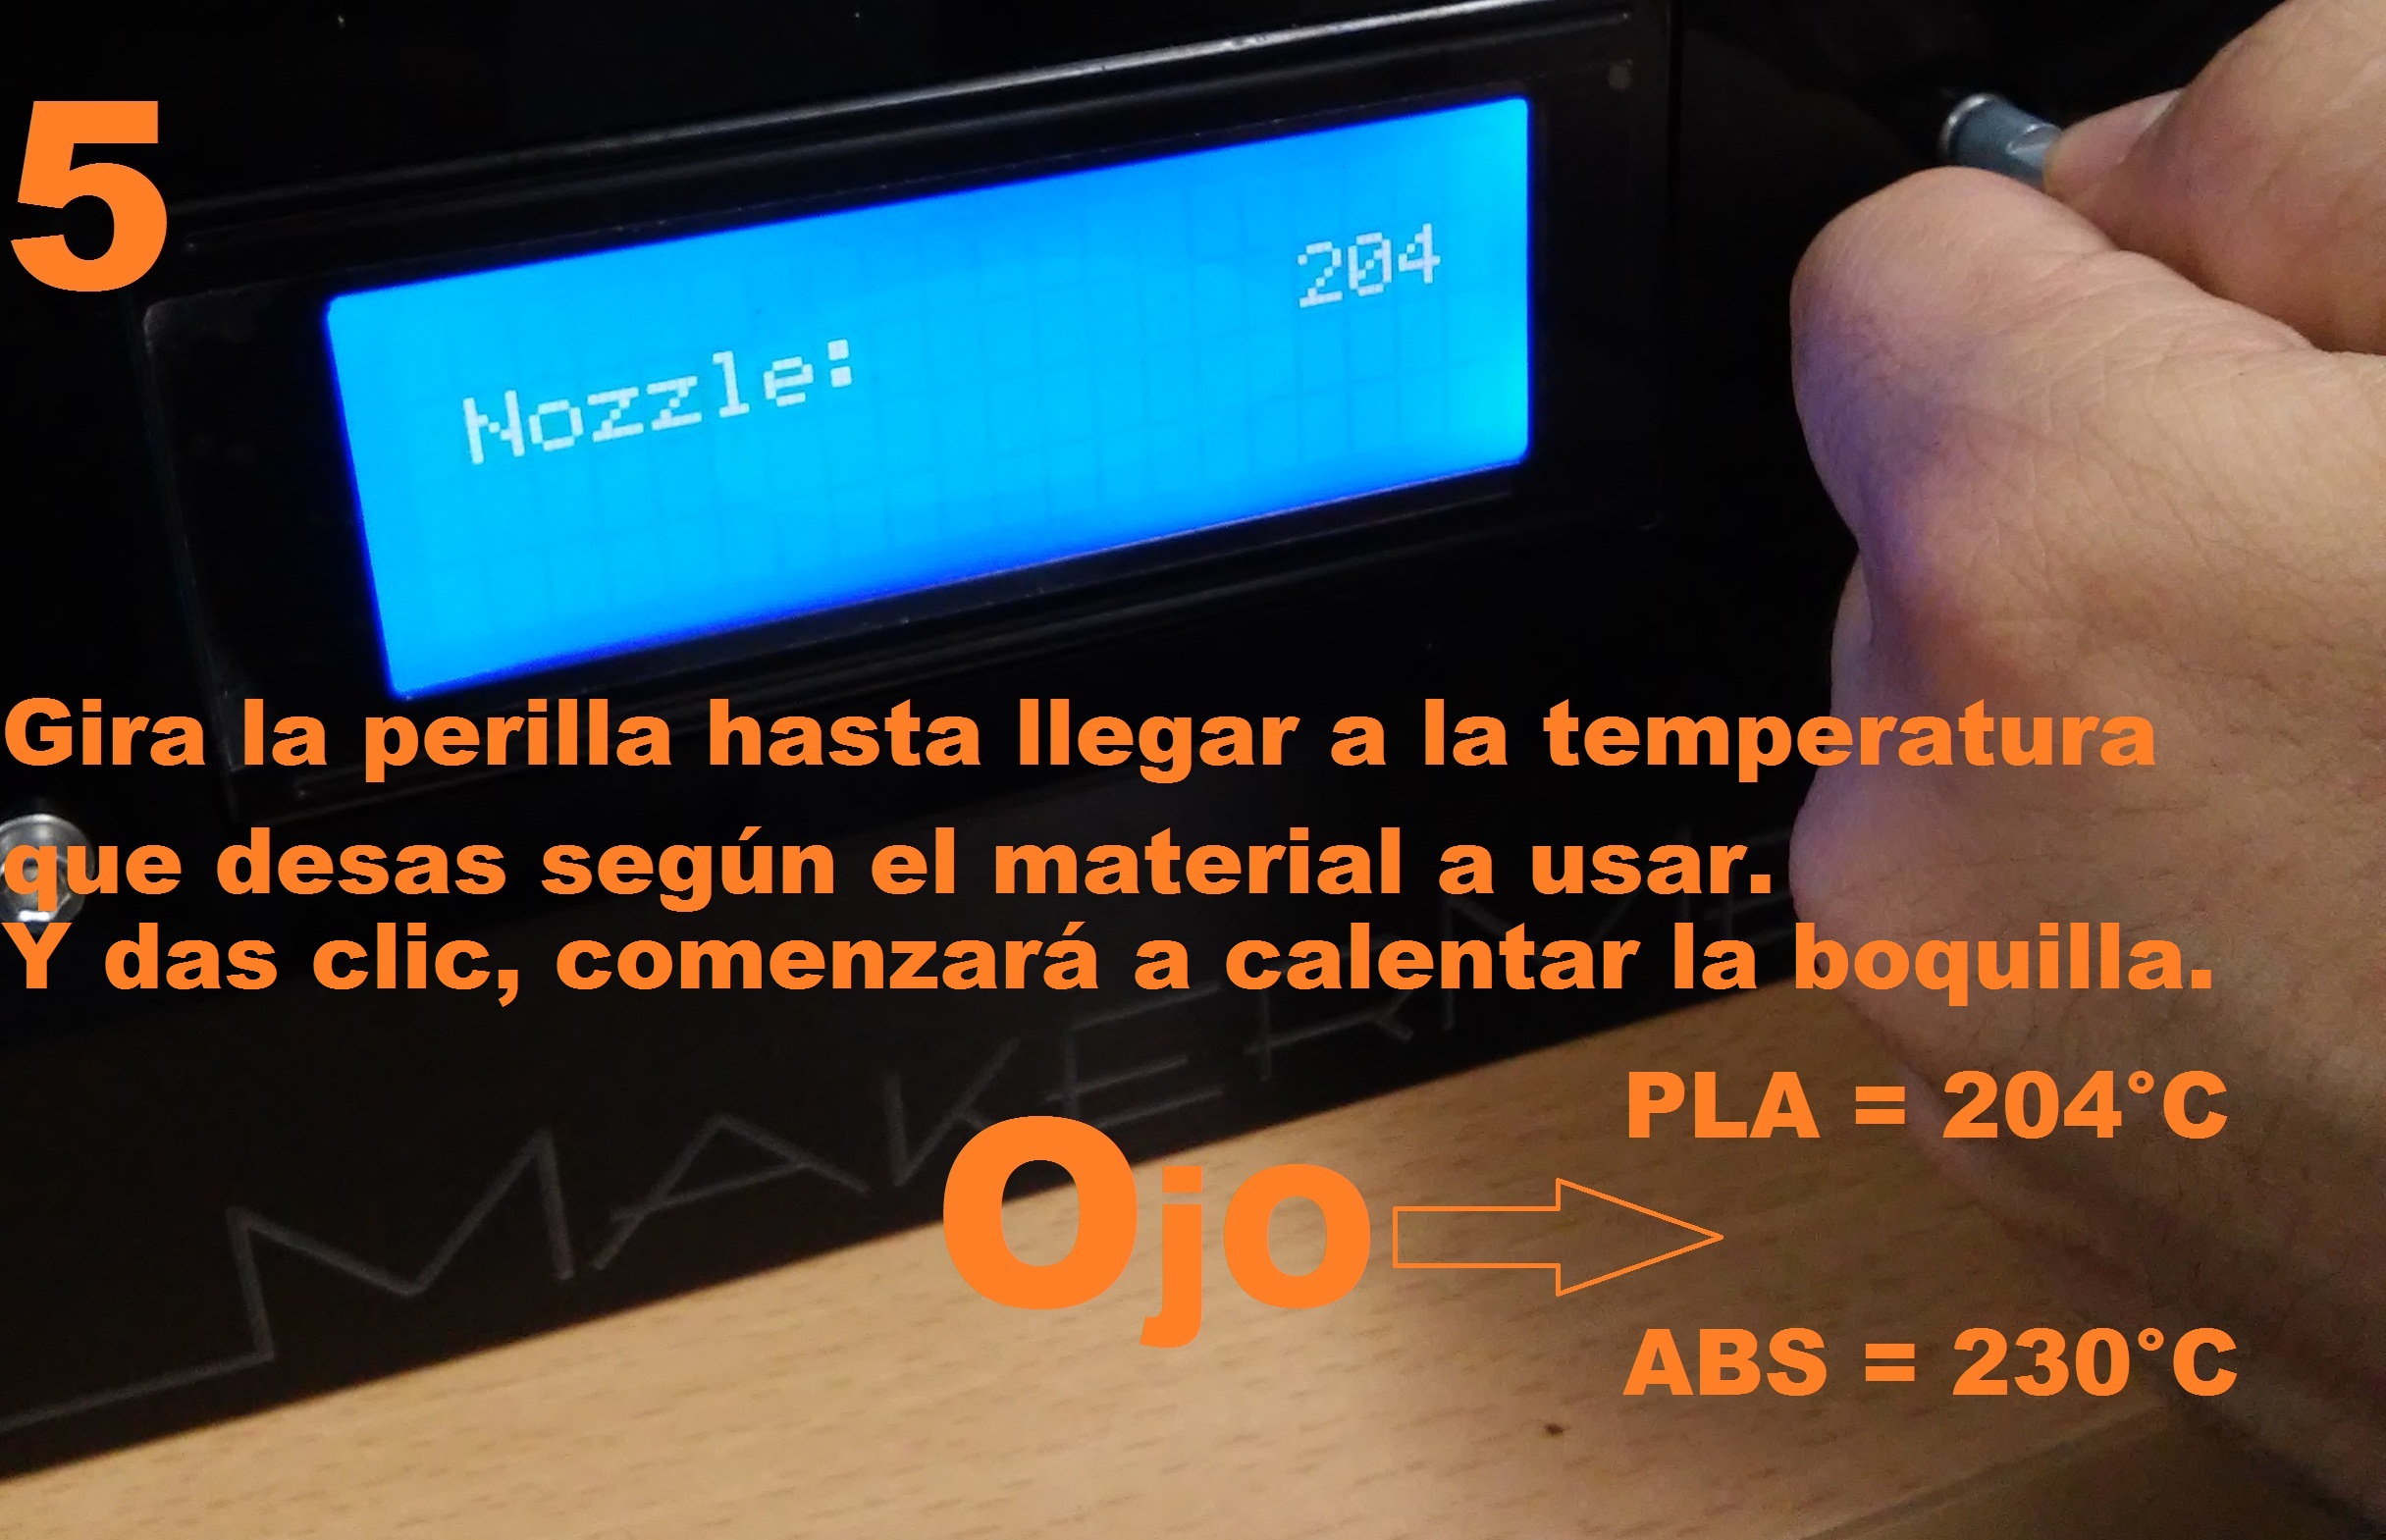 5
204
Nozzle:
Gira la perilla hasta llegar a la temperatura
que desas según el material a usar.
Y das clic, comenzará a calentar la boquilla.
MAKERM
PLA = 204°C
Ojo
ABS = 230°C